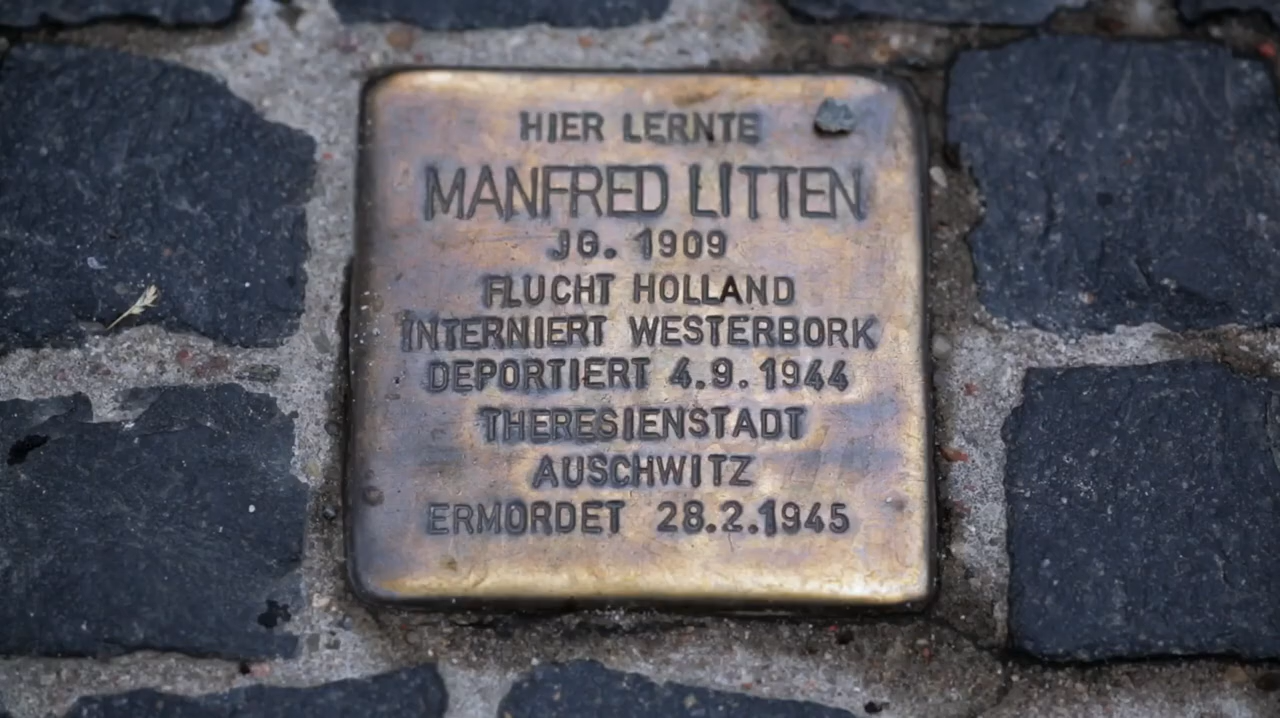 HIER LERNTE
MANFRED LITTEN
JG. 1909
FLUCHT HOLLAND
INTERNIERT WESTERBORK
DEPORTIERT 4.9.1944
THERESIENSTADT
AUSCHWITZ
ERMORDET 28.2.1945